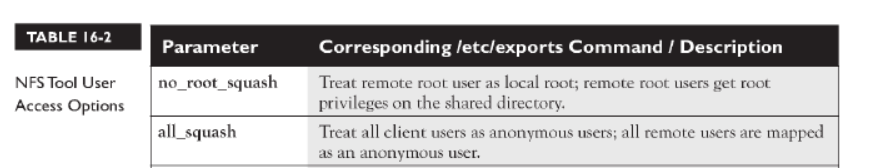 TABLE 16-2
Parameter Corresponding /etc/exports Command / Description
NFS Tool User
Access Options
no_root_squash Treat remote root user as local root; remote root users get root
privileges on the shared directory.
all_squash Treat all client users as anonymous users; all remote users are mapped
as an anonymous user.